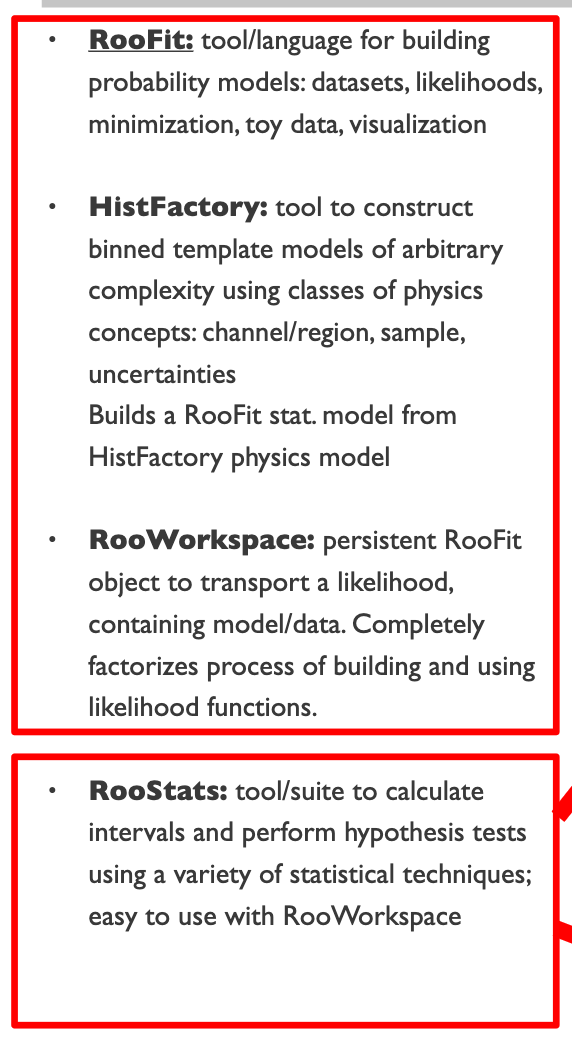 • RooFit: tool/language for building
probability models: datasets, likelihoods,
minimization, toy data, visualization
• HistFactory: tool to construct
binned template models of arbitrary
complexity using classes of physics
concepts: channel/region, sample,
uncertainties
Builds a RooFit stat. model from
HistFactory physics model
• RooWorkspace: persistent RooFit
object to transport a likelihood,
containing model/data. Completely
factorizes process of building and using
likelihood functions.
• RooStats: tool/suite to calculate
intervals and perform hypothesis tests
using a variety of statistical techniques;
easy to use with RooWorkspace